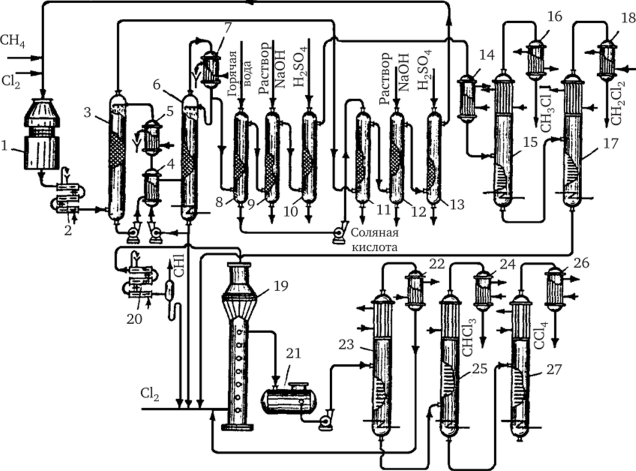 CH4
Cl2
1
2
3
4
5
6
7
Горячая
вода
Раствор
NaOH
H2SO4
8
9
10
Раствор
NaOH
H2SO4
11
12
13
Соляная
кислота
14
15
16
CH3Cl
17
18
CH2Cl2
CHl
19
20
21
Cl2
22
23
24
CHCl3
25
26
CCl4
27